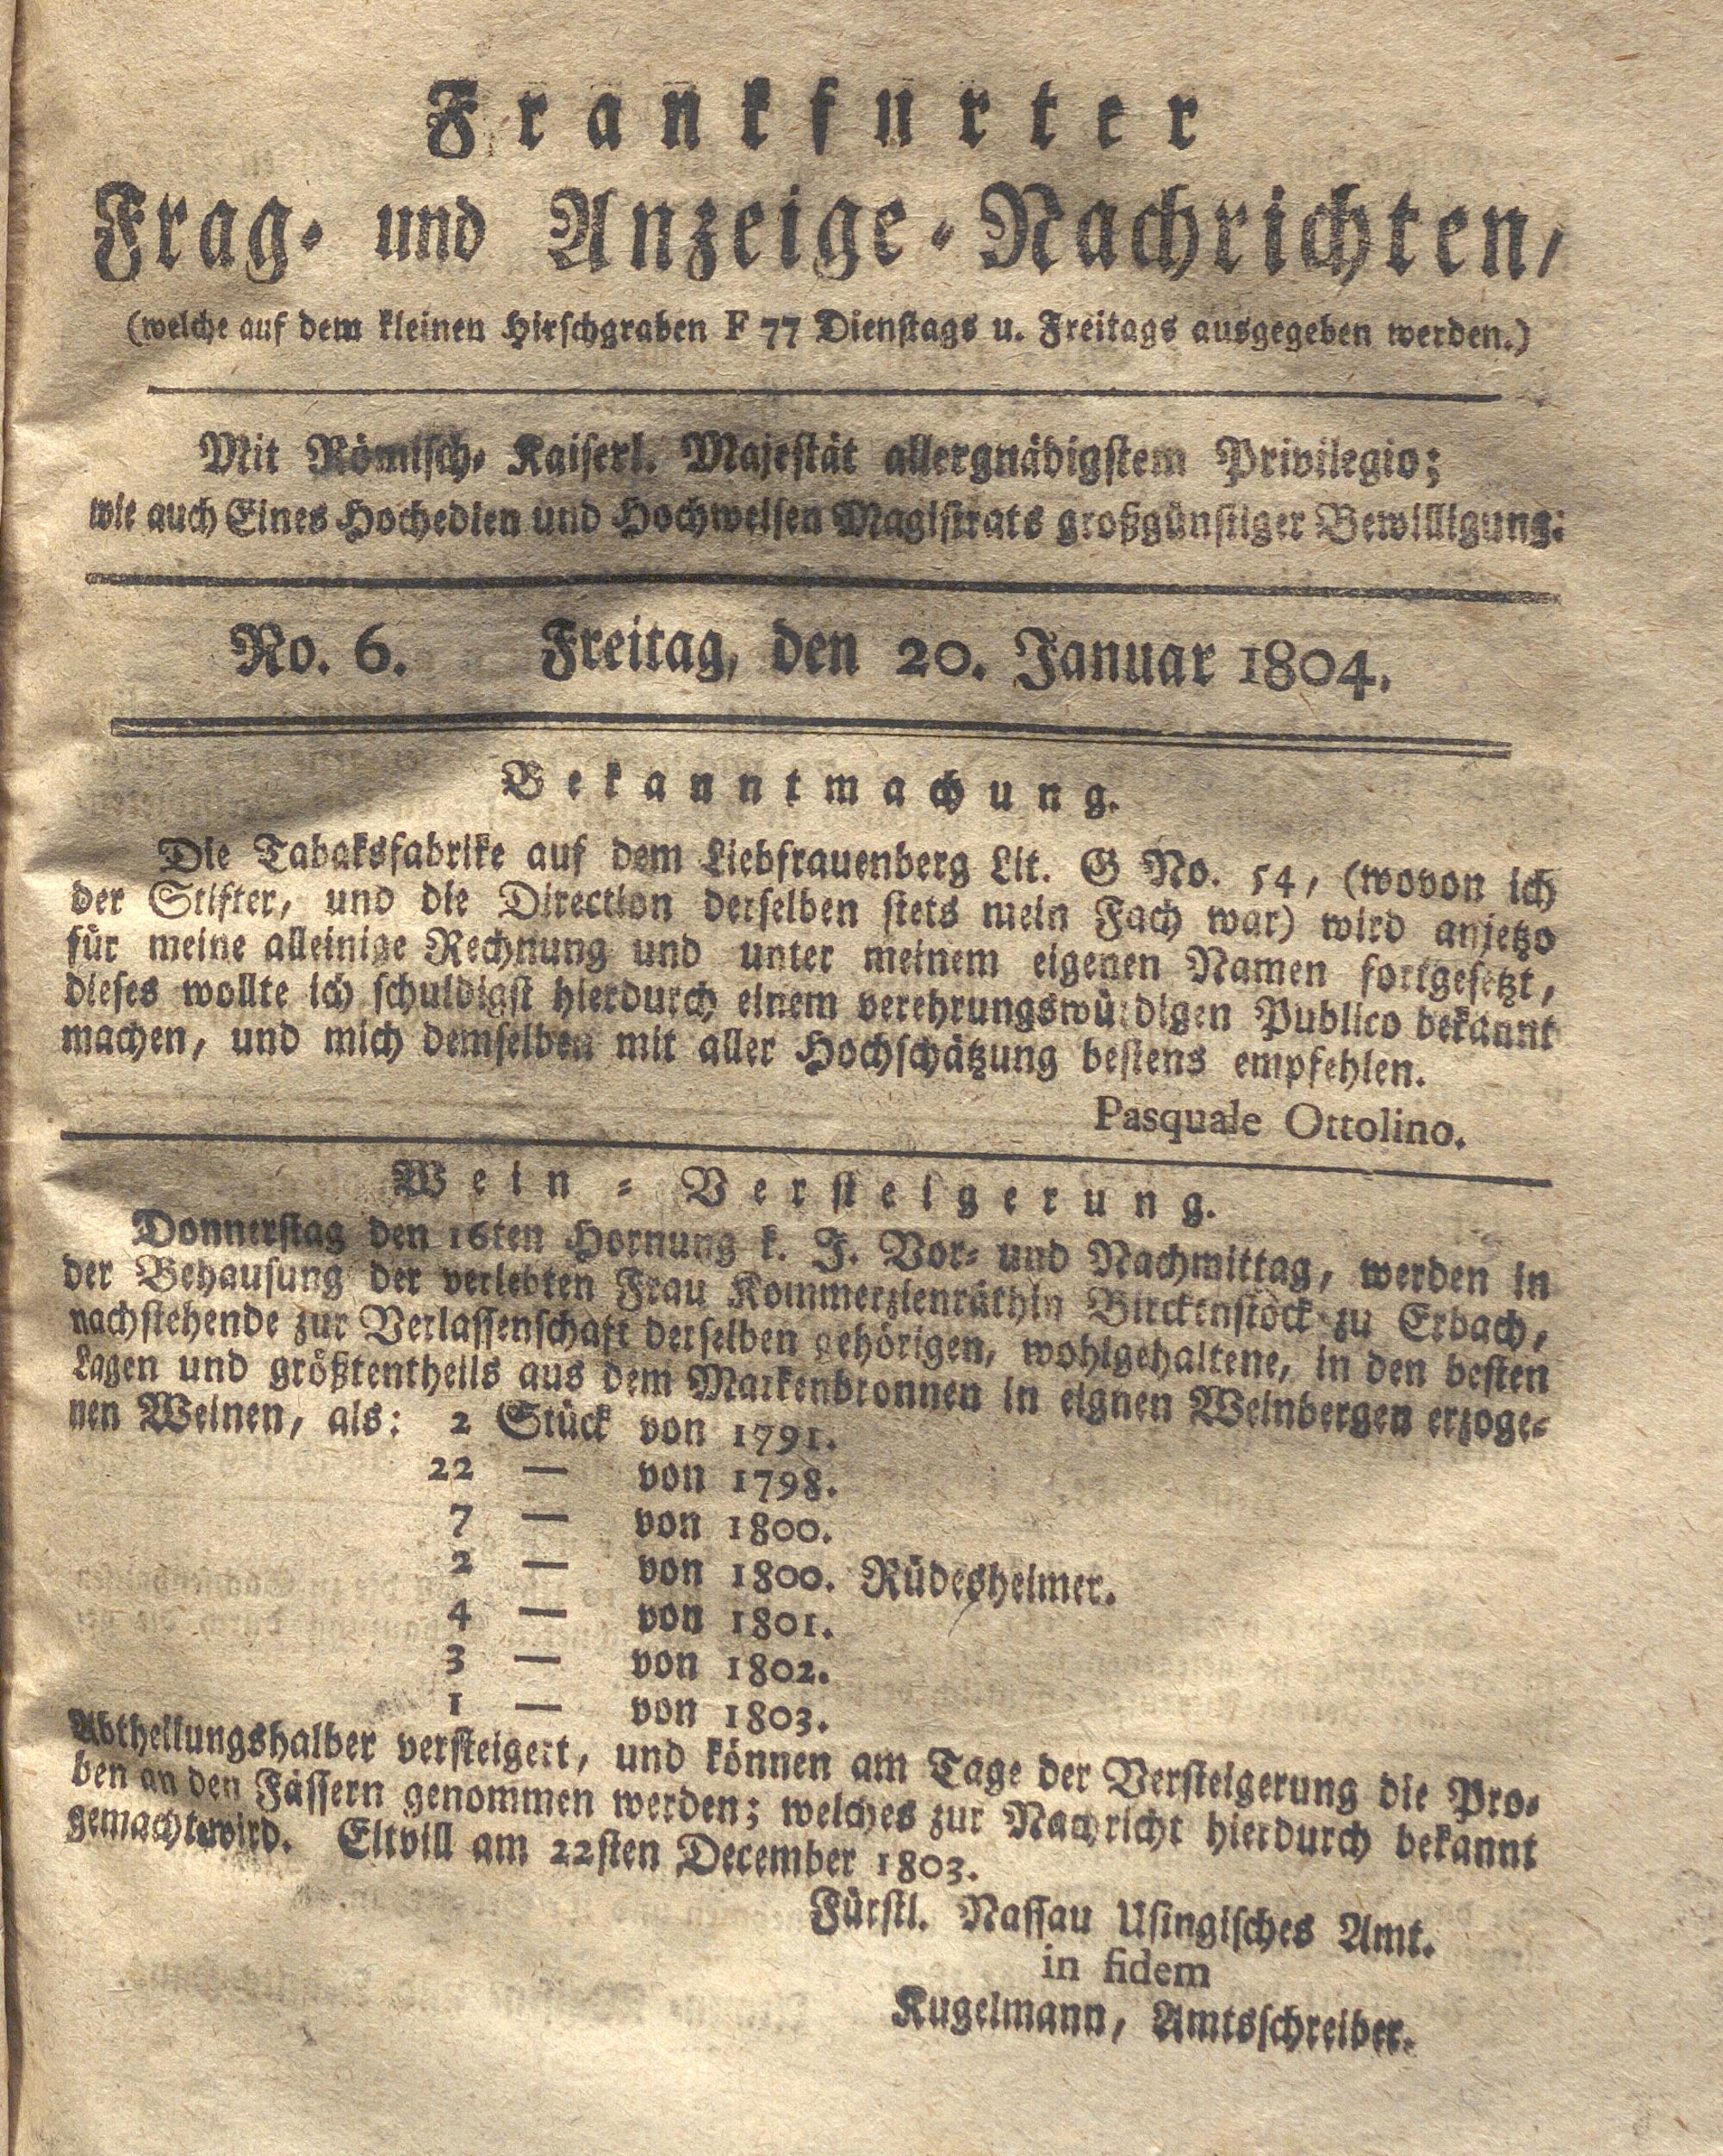 Frankfurter
Frag- und Anzeige-Nachrichten,
(welche auf dem kleinen Hirschgraben F 77 Dienstags u. Freitags ausgegeben werden.)
Mit Römisch- Kaiserl. Majestät allergnädigstem Privilegio;
wie auch Eines Hochedlen und Hochweisen Magistrats großgünstiger Bewilligung:
No. 6. Freitag, den 20. Januar 1804.
Bekanntmachung.
Die Tabaksfabrike auf dem Liebfrauenberg Lit. G No. 54, (wovon ich
der Stifter, und die Direction derselben stets mein Fach war) wird anjetzo
für meine alleinige Rechnung und unter meinem eigenen Namen fortgesetzt,
dieses wollte ich schuldigst hierdurch einem verehrungswürdigen Publico bekannt
machen, und mich demselben mit aller Hochschätzung bestens empfehlen.
Pasquale Ottolino.
Wein-Versteigerung.
Donnerstag den 16ten Hornung k. J. Vor- und Nachmittag, werden in
der Behausung der verlebten Frau Kommerzienräthin Birckenstock zu Erbach,
nachstehende zur Verlassenschaft derselben gehörigen, wohlgehaltene, in den besten
Lagen und größtentheils aus dem Markenbronnen in eignen Weinbergen erzoge-
nen Weinen, als: 2 Stück von 1791.
22 — von 1798.
7 — von 1800.
2 — von 1800. Rüdesheimer.
4 — von 1801.
3 — von 1802.
1 — von 1803.
Abtheilungshalber versteigert, und können am Tage der Versteigerung die Pro-
ben an den Fässern genommen werden; welches zur Nachricht hierdurch bekannt
gemacht wird. Eltvill am 22sten December 1803.
Fürstl. Nassau Usingisches Amt.
in fidem
Kugelmann, Amtsschreiber.